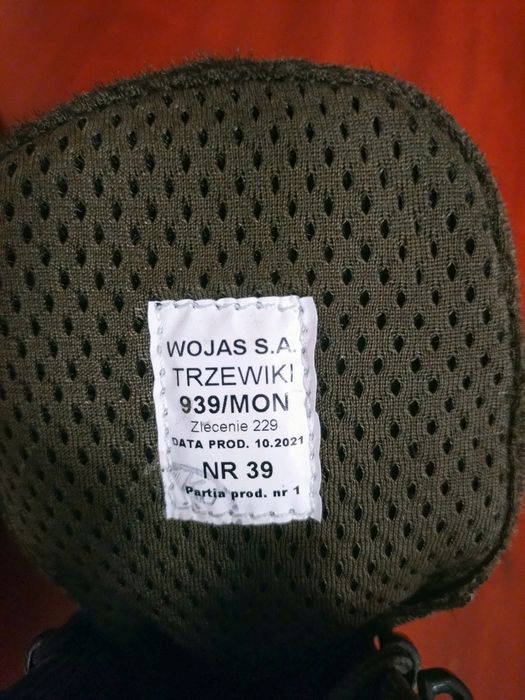 WOJAS S.A.
TRZEWIKI
939/MON
Zlecenie 229
DATA PROD. 10.2021
NR 39
Partia prod. nr 1